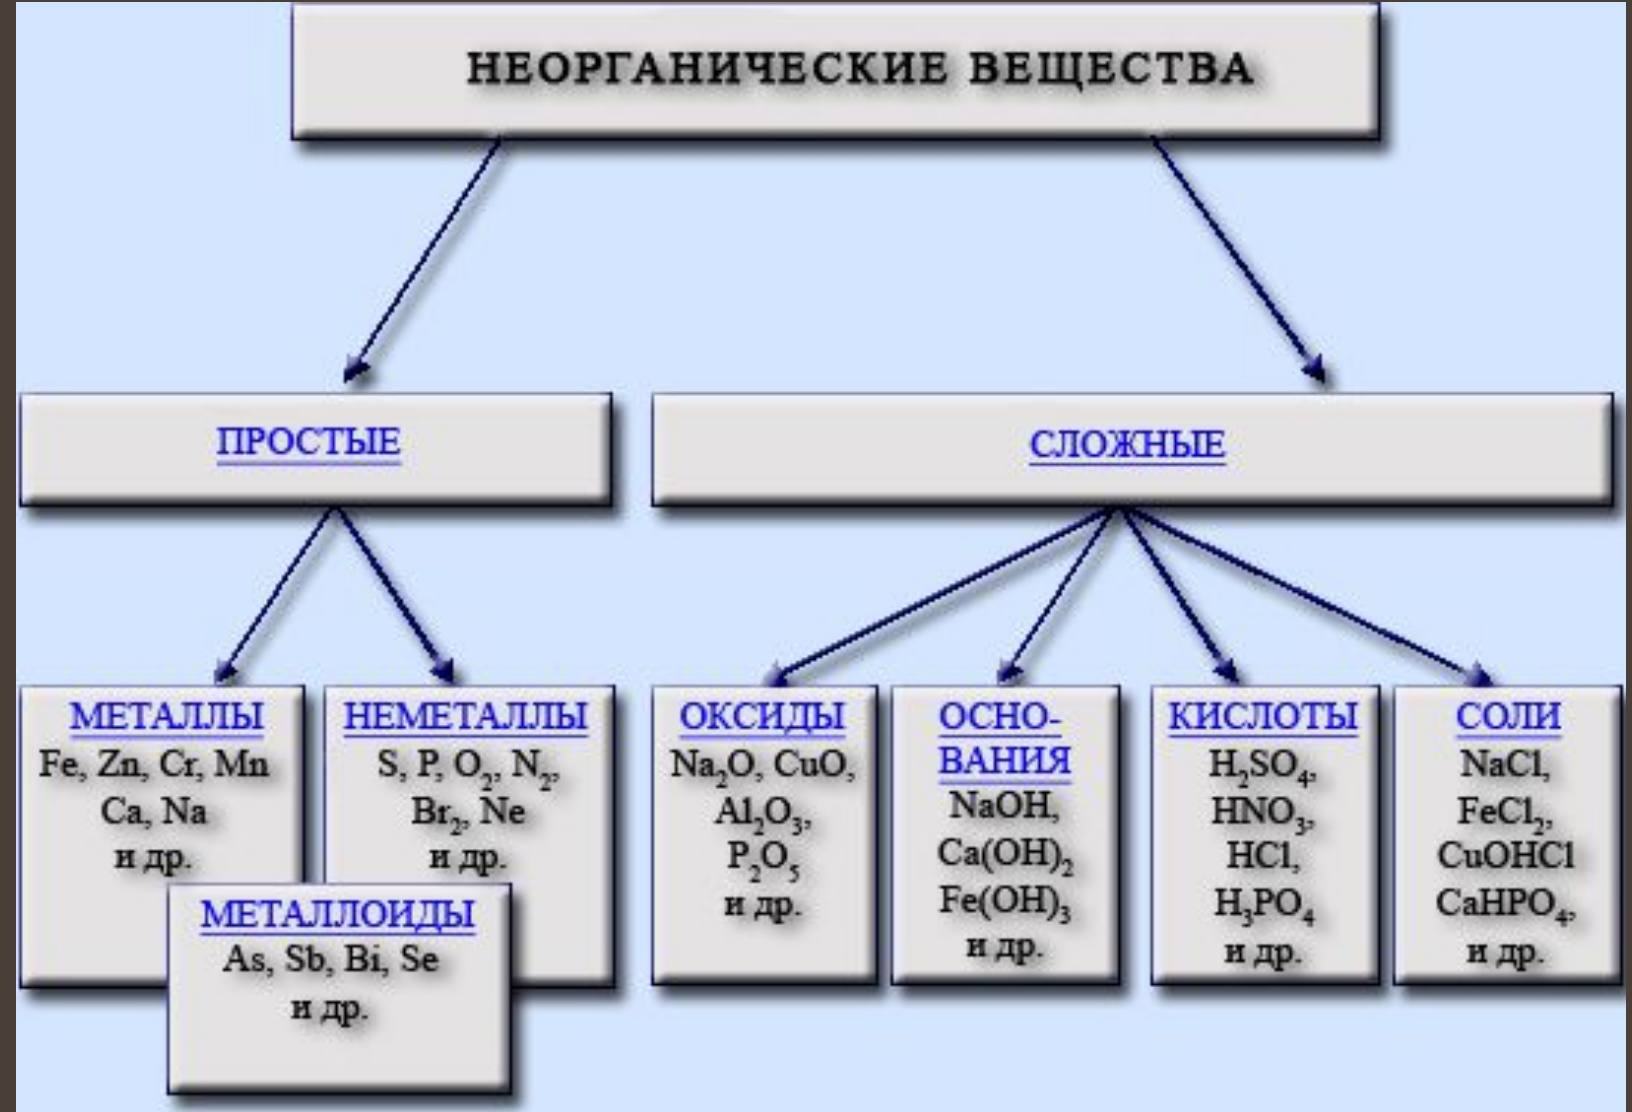 НЕОРГАНИЧЕСКИЕ ВЕЩЕСТВА
ПРОСТЫЕ
СЛОЖНЫЕ
МЕТАЛЛЫ
Fe, Zn, Cr, Mn
Ca, Na
и др.
НЕМЕТАЛЛЫ
S, P, O₂, N₂,
Br₂, Ne
и др.
МЕТАЛЛОИДЫ
As, Sb, Bi, Se
и др.
ОКСИДЫ
Na₂O, CuO,
Al₂O₃,
P₂O₅
и др.
ОСНО-
ВАНИЯ
NaOH,
Ca(OH)₂
Fe(OH)₃
и др.
КИСЛОТЫ
H₂SO₄,
HNO₃,
HCl,
H₃PO₄
и др.
СОЛИ
NaCl,
FeCl₂,
CuOHCl
CaHPO₄,
и др.